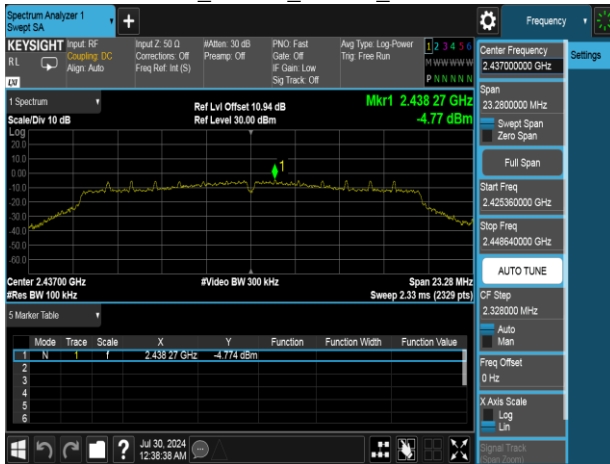 Spectrum Analyzer 1
Swept SA
Frequency
KEYSIGHT
RL
LXI
Input: RF
Coupling: DC
Align: Auto
Input Z: 50 Ω
Corrections: Off
Freq Ref: Int (S)
#Atten: 30 dB
Preamp: Off
PNO: Fast
Gate: Off
IF Gain: Low
Sig Track: Off
Avg Type: Log-Power
Trig: Free Run
1 2 3 4 5 6
M W W W W W
P N N N N N
1 Spectrum
Scale/Div 10 dB
Ref Lvl Offset 10.94 dB
Ref Level 30.00 dBm
Mkr1 2.438 27 GHz
-4.77 dBm
Log
20.0
10.0
0.00
-10.0
-20.0
-30.0
-40.0
-50.0
-60.0
1
Center 2.43700 GHz
#Res BW 100 kHz
#Video BW 300 kHz
Span 23.28 MHz
Sweep 2.33 ms (2329 pts)
5 Marker Table
Mode Trace Scale X Y Function Function Width Function Value
1 N 1 f 2.438 27 GHz -4.774 dBm
2
3
4
5
6
Jul 30, 2024
12:38:38 AM
Center Frequency
2.437000000 GHz
Settings
Span
23.2800000 MHz
Swept Span
Zero Span
Full Span
Start Freq
2.425360000 GHz
Stop Freq
2.448640000 GHz
AUTO TUNE
CF Step
2.328000 MHz
Auto
Man
Freq Offset
0 Hz
X Axis Scale
Log
Lin
Signal Track
(Span Zoom)